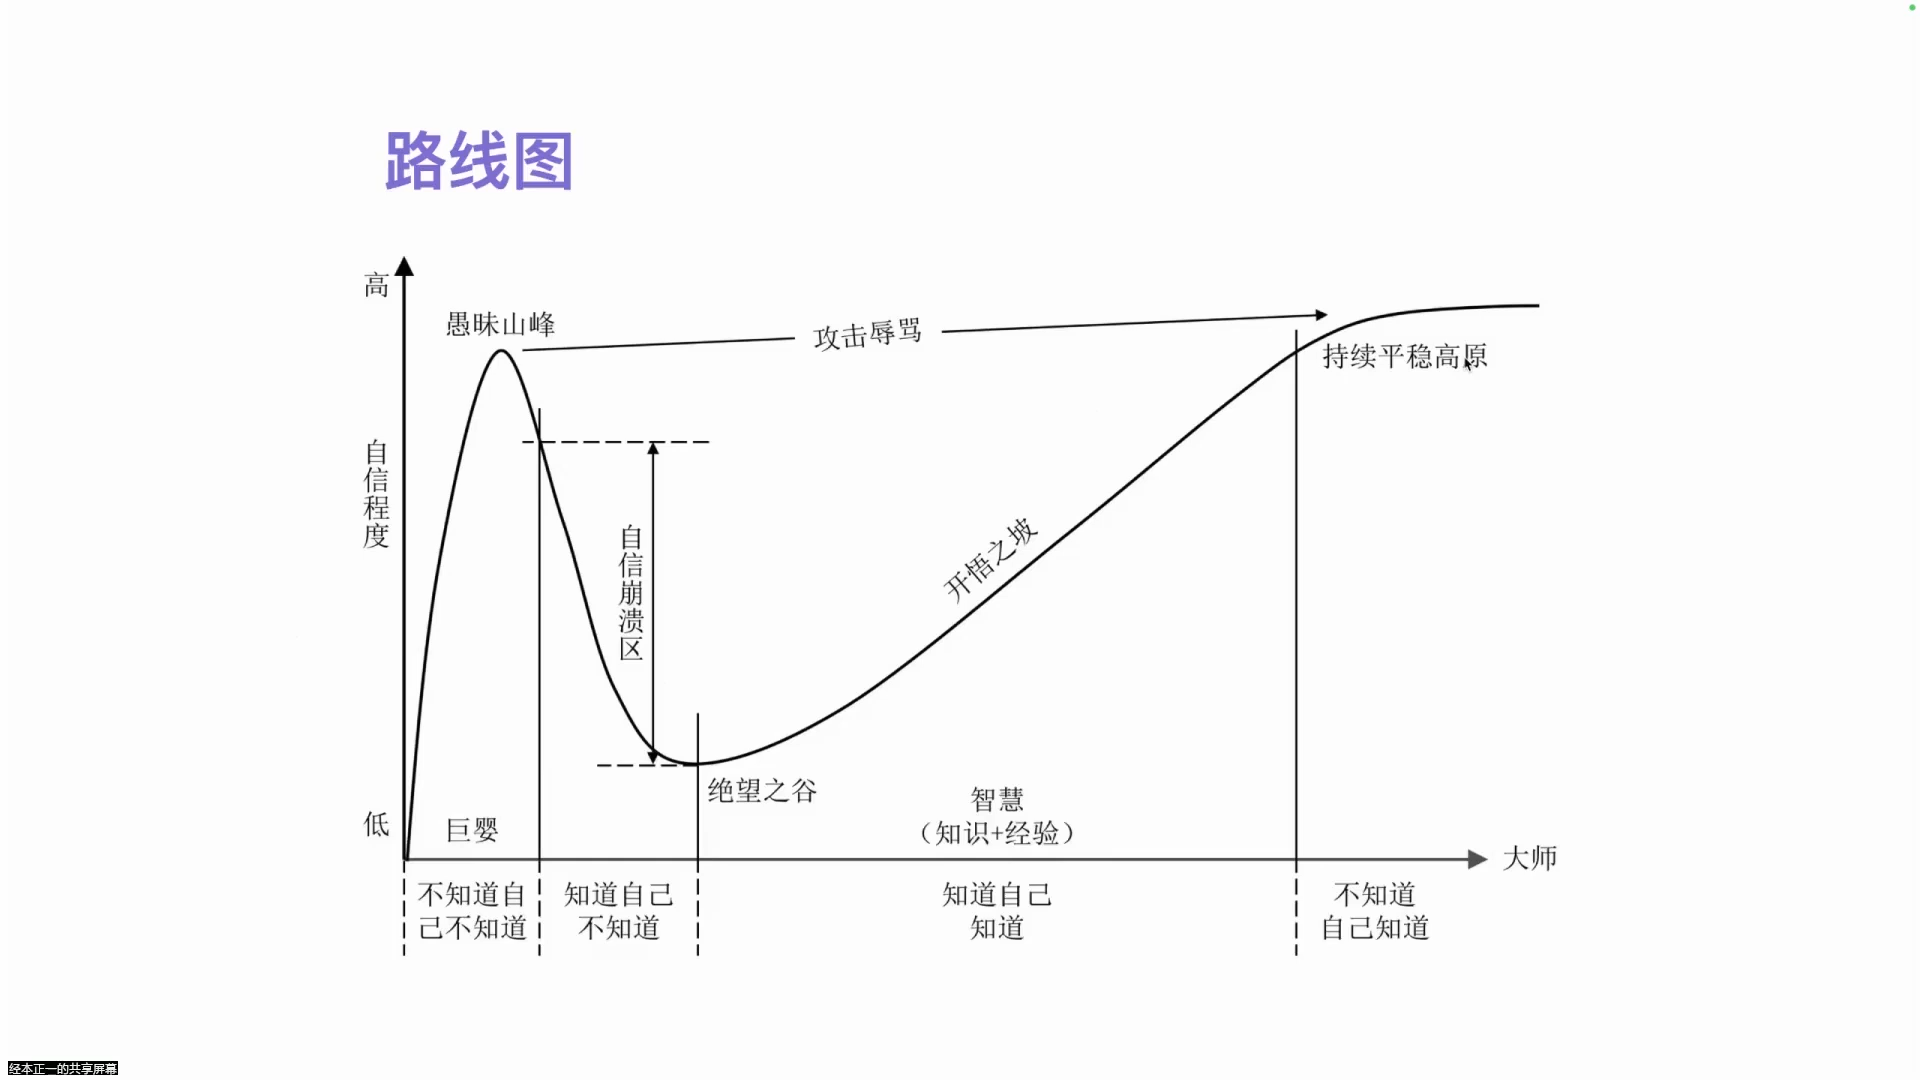 路线图
高
愚昧山峰
攻击辱骂
持续平稳高原
自信程度
自信崩溃区
开悟之坡
绝望之谷
智慧
（知识+经验）
低
巨婴
大师
不知道自
己不知道
知道自己
不知道
知道自己
知道
不知道
自己知道
经本正一的共享屏幕